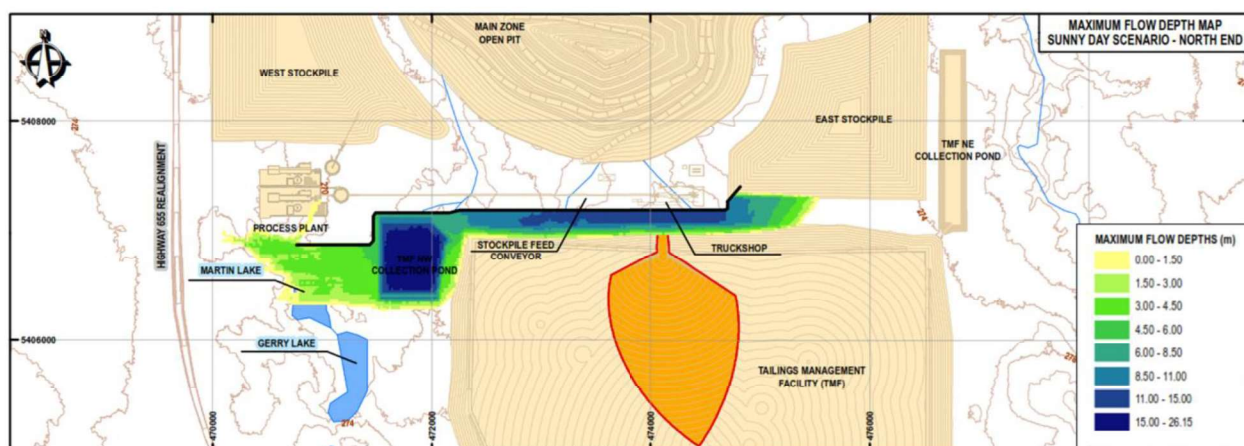 MAXIMUM FLOW DEPTH MAP
SUNNY DAY SCENARIO - NORTH END
MAIN ZONE
OPEN PIT
WEST STOCKPILE
EAST STOCKPILE
TMF NE
COLLECTION POND
HIGHWAY 655 REALIGNMENT
PROCESS PLANT
MARTIN LAKE
GERRY LAKE
TMF NW
COLLECTION POND
STOCKPILE FEED
CONVEYOR
TRUCKSHOP
TAILINGS MANAGEMENT
FACILITY (TMF)
MAXIMUM FLOW DEPTHS (m)
0.00 - 1.50
1.50 - 3.00
3.00 - 4.50
4.50 - 6.00
6.00 - 8.50
8.50 - 11.00
11.00 - 15.00
15.00 - 26.15
5408000
5406000
470000
472000
474000
476000
274
270
274
274